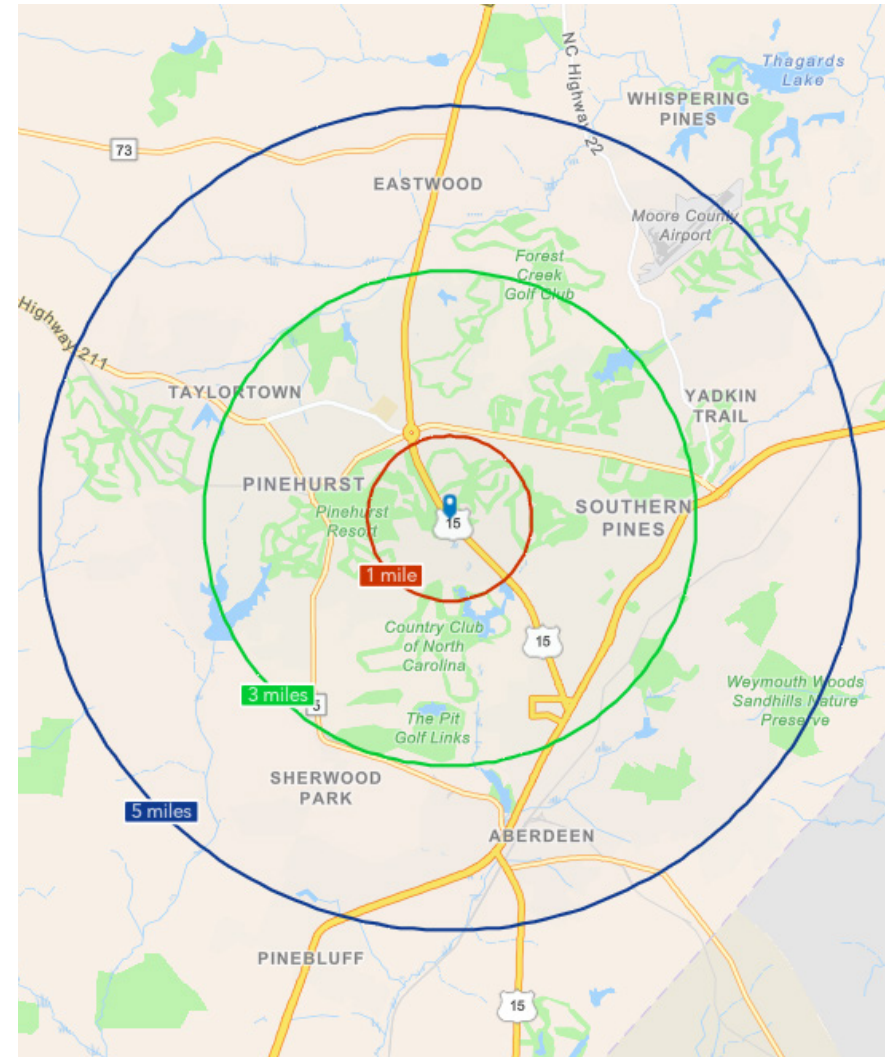 NC Highway 22
Thagards
Lake
WHISPERING
PINES
73
EASTWOOD
Moore County
Airport
Forest
Creek
Golf Club
Highway 211
TAYLORTOWN
YADKIN
TRAIL
PINEHURST
Pinehurst
Resort
15
SOUTHERN
PINES
1 mile
Country Club
of North
Carolina
15
3 miles
5
Weymouth Woods
Sandhills Nature
Preserve
The Pit
Golf Links
SHERWOOD
PARK
5 miles
ABERDEEN
PINEBLUFF
15